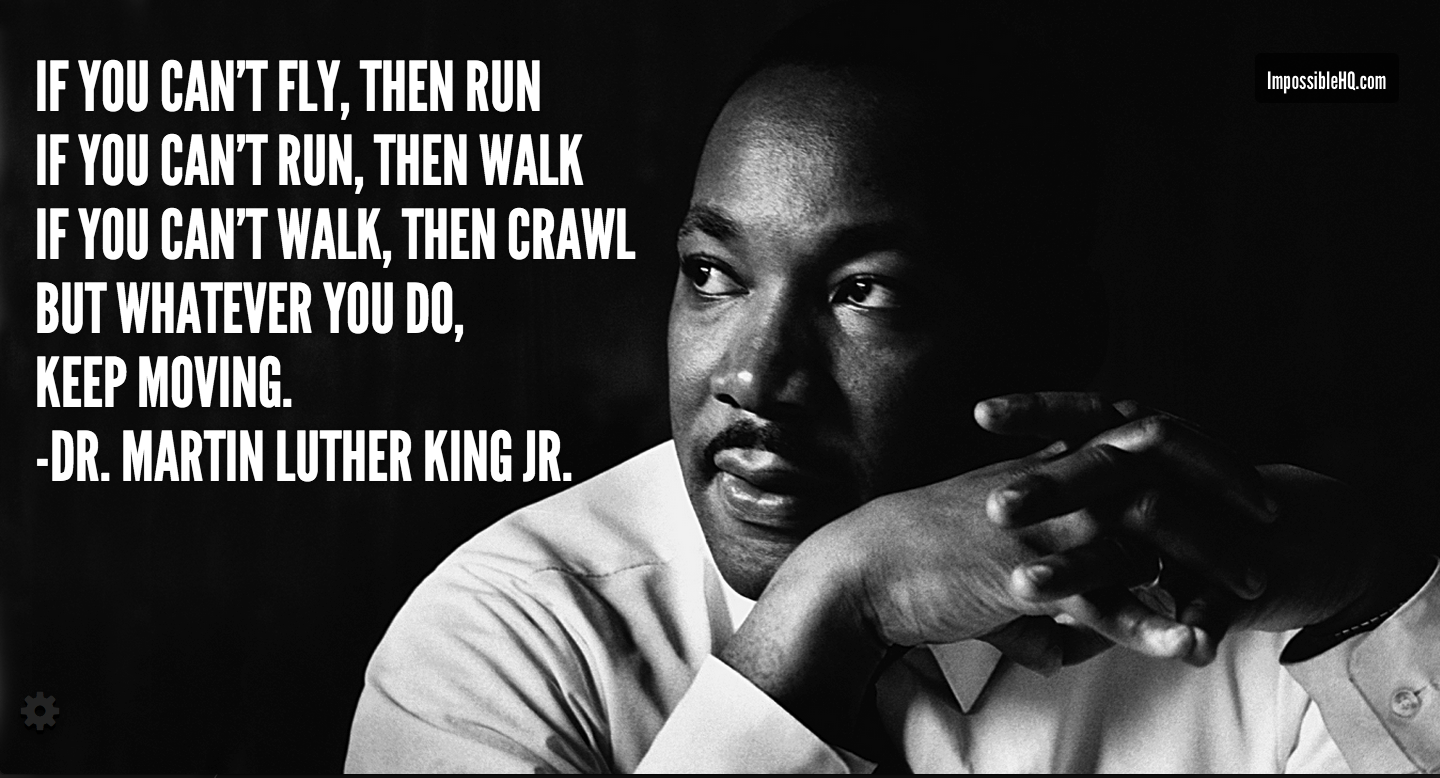 IF YOU CAN'T FLY, THEN RUN
IF YOU CAN'T RUN, THEN WALK
IF YOU CAN'T WALK, THEN CRAWL
BUT WHATEVER YOU DO,
KEEP MOVING.
-DR. MARTIN LUTHER KING JR.
ImpossibleHQ.com